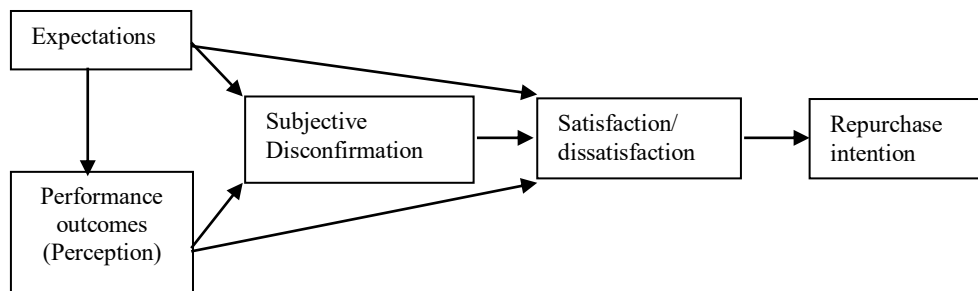 Expectations
Subjective
Disconfirmation
Satisfaction/
dissatisfaction
Repurchase
intention
Performance
outcomes
(Perception)